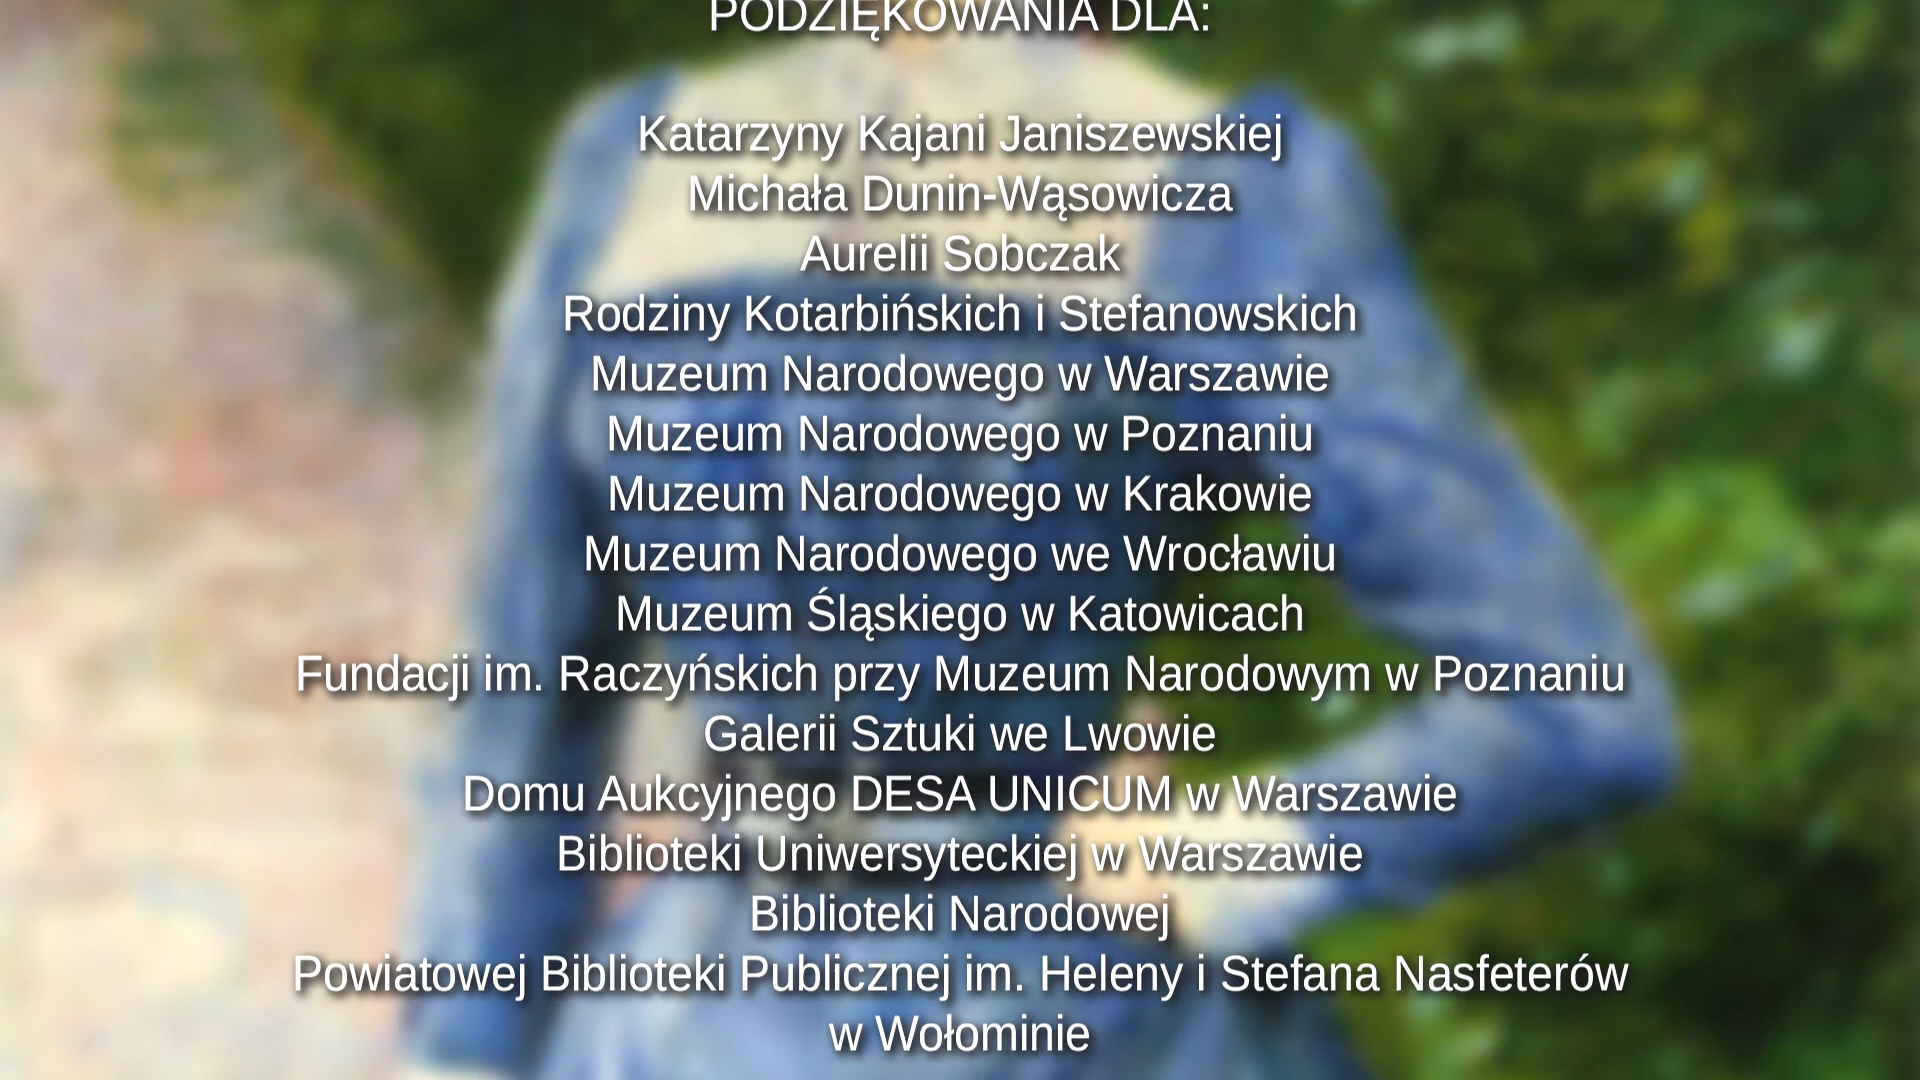 PODZIĘKOWANIA DLA:
Katarzyny Kajani Janiszewskiej
Michała Dunin-Wąsowicza
Aurelii Sobczak
Rodziny Kotarbińskich i Stefanowskich
Muzeum Narodowego w Warszawie
Muzeum Narodowego w Poznaniu
Muzeum Narodowego w Krakowie
Muzeum Narodowego we Wrocławiu
Muzeum Śląskiego w Katowicach
Fundacji im. Raczyńskich przy Muzeum Narodowym w Poznaniu
Galerii Sztuki we Lwowie
Domu Aukcyjnego DESA UNICUM w Warszawie
Biblioteki Uniwersyteckiej w Warszawie
Biblioteki Narodowej
Powiatowej Biblioteki Publicznej im. Heleny i Stefana Nasfeterów
w Wołominie